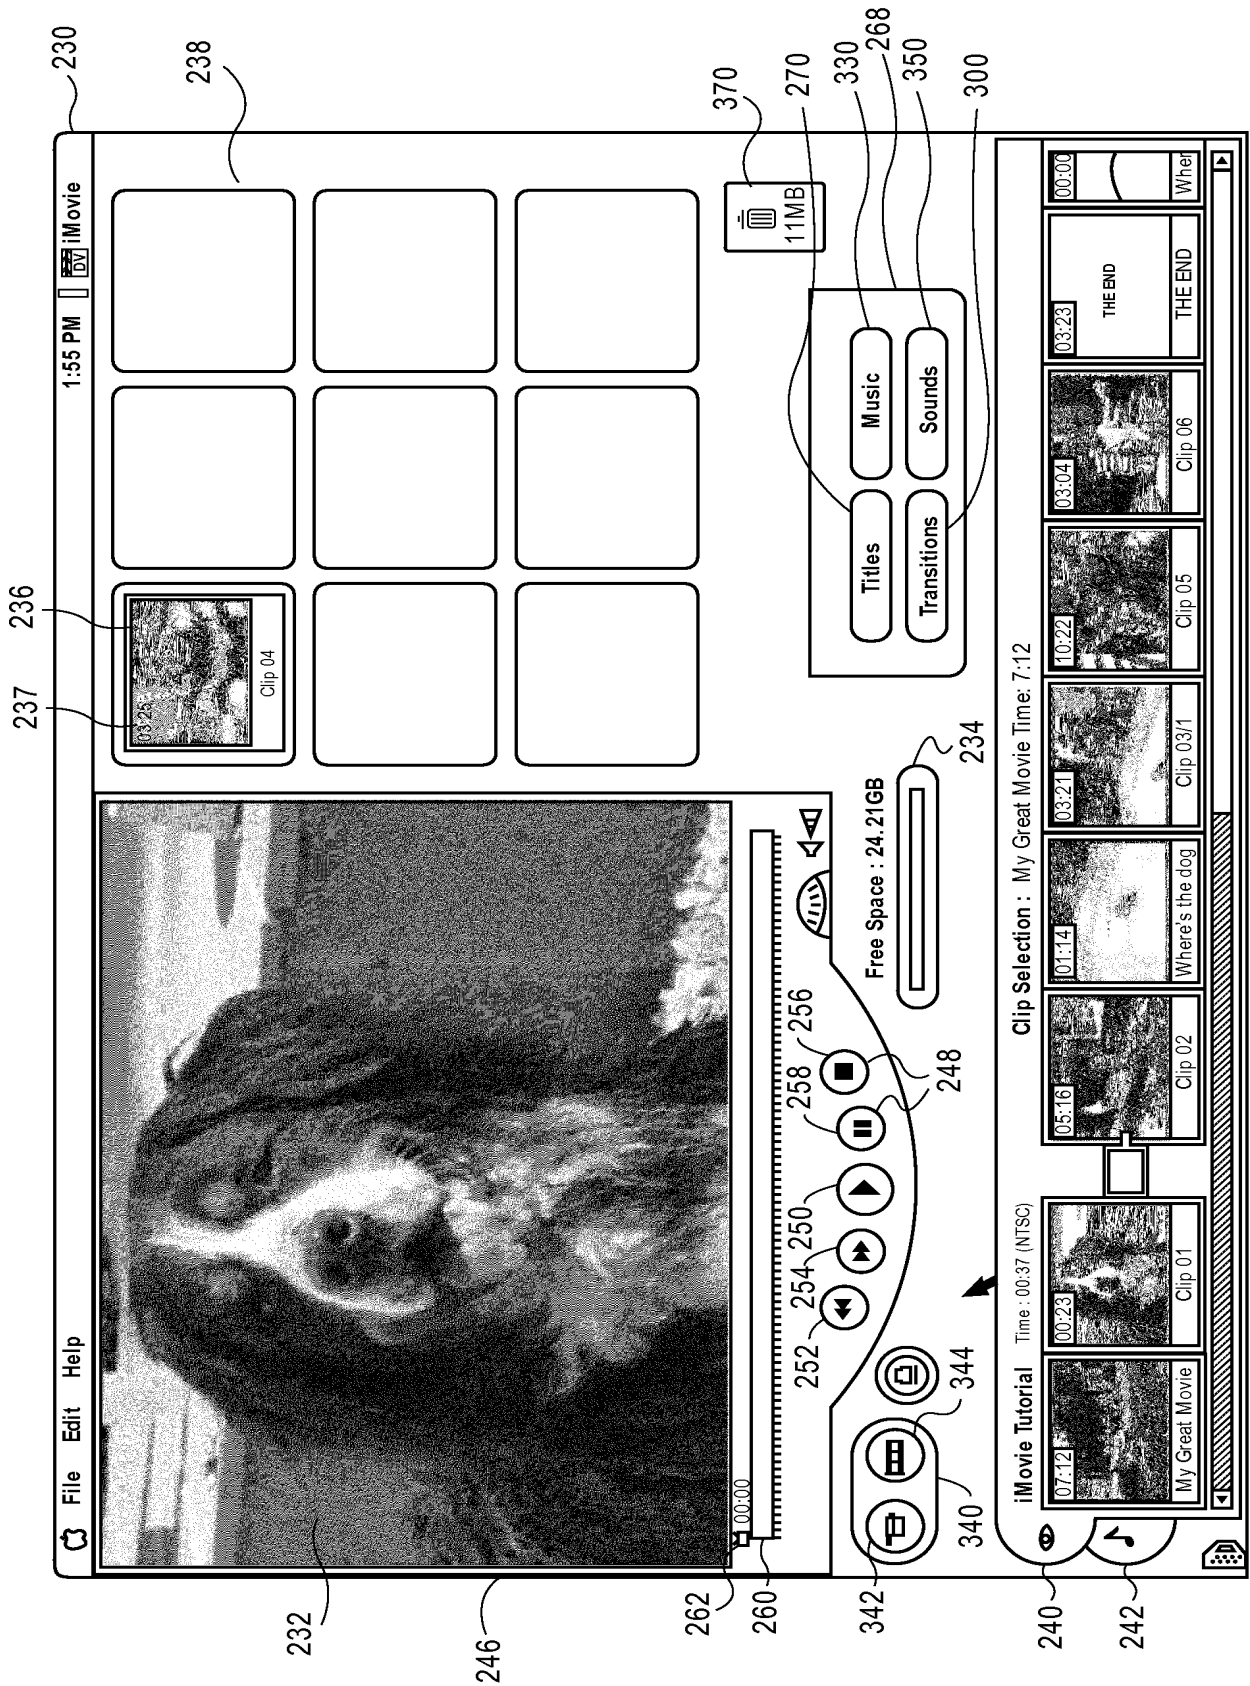 File Edit Help
1:55 PM
DV iMovie
230
238
236
237
03:25
Clip 04
232
246
262
00:00
260
370
11MB
270
330
268
350
300
Titles
Music
Transitions
Sounds
Free Space : 24.21GB
234
252
254
250
258
256
248
342
340
344
iMovie Tutorial Time : 00:37 (NTSC)
Clip Selection : My Great Movie Time: 7:12
240
242
07:12
My Great Movie
00:23
Clip 01
05:16
Clip 02
01:14
Where's the dog
03:21
Clip 03/1
10:22
Clip 05
03:04
Clip 06
03:23
THE END
THE END
00:00
Wher